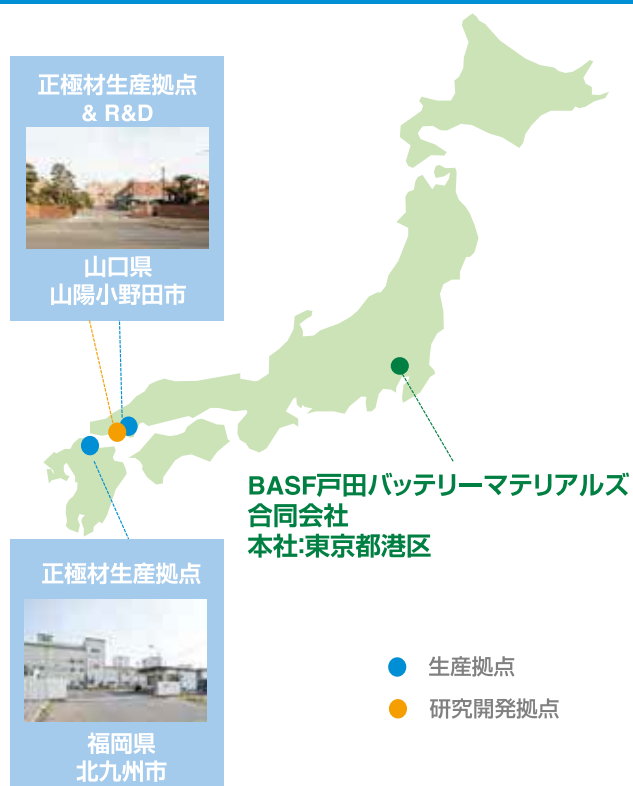 正極材生産拠点
& R&D
山口県
山陽小野田市
BASF戸田バッテリーマテリアルズ
合同会社
本社:東京都港区
正極材生産拠点
福岡県
北九州市
生産拠点
研究開発拠点